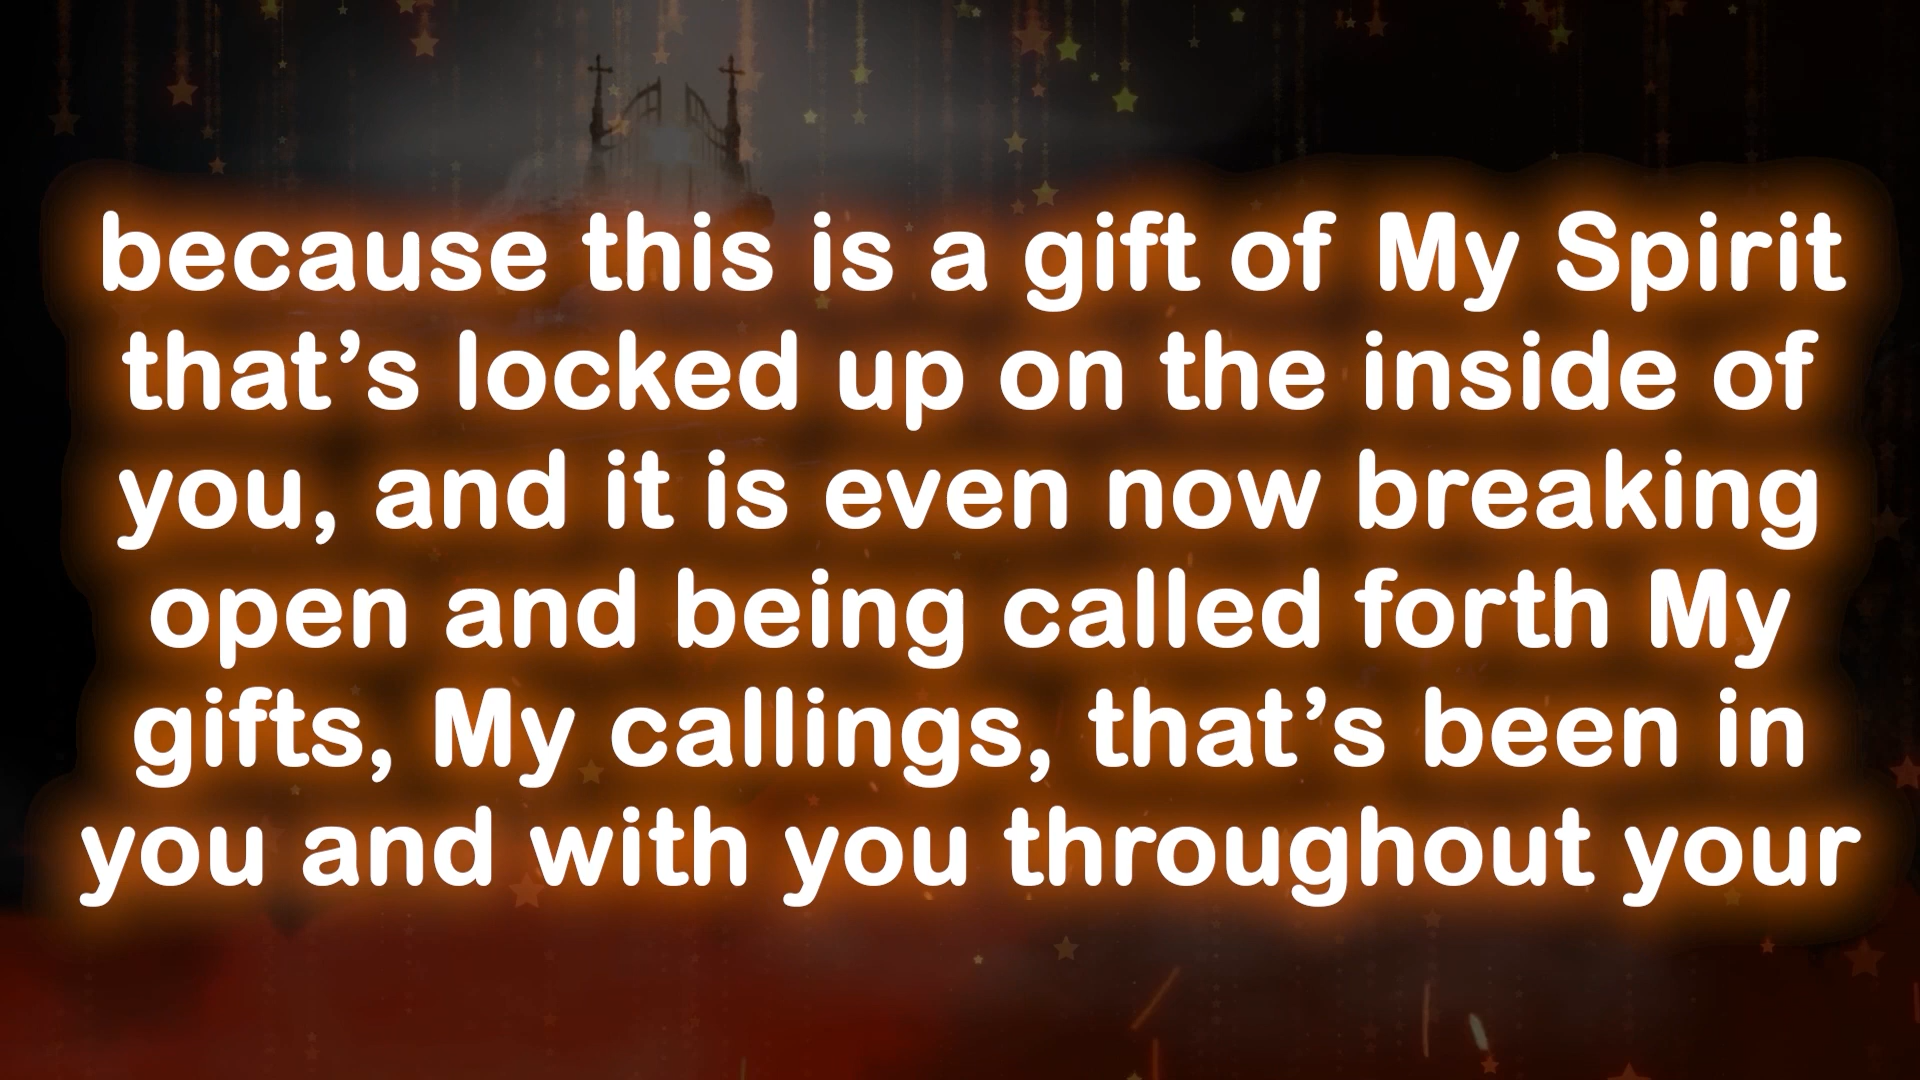 because this is a gift of My Spirit
that’s locked up on the inside of
you, and it is even now breaking
open and being called forth My
gifts, My callings, that’s been in
you and with you throughout your